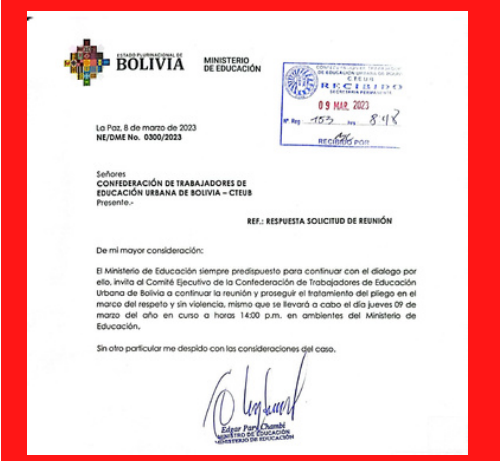 ESTADO PLURINACIONAL DE
BOLIVIA
MINISTERIO
DE EDUCACIÓN
CTEUB
RECIBIDO
SECRETARIA PERMANENTE
09 MAR. 2023
Nº Reg 153 Hrs 848
RECIBIDO POR
La Paz, 8 de marzo de 2023
NE/DME No. 0300/2023
Señores
CONFEDERACIÓN DE TRABAJADORES DE
EDUCACIÓN URBANA DE BOLIVIA – CTEUB
Presente.-
REF.: RESPUESTA SOLICITUD DE REUNIÓN
De mi mayor consideración:
El Ministerio de Educación siempre predispuesto para continuar con el dialogo por
ello, invita al Comité Ejecutivo de la Confederación de Trabajadores de Educación
Urbana de Bolivia a continuar la reunión y proseguir el tratamiento del pliego en el
marco del respeto y sin violencia, mismo que se llevará a cabo el día jueves 09 de
marzo del año en curso a horas 14:00 p.m. en ambientes del Ministerio de
Educación.
Sin otro particular me despido con las consideraciones del caso.
Edgar Pary Chambi
MINISTRO DE EDUCACIÓN
MINISTERIO DE EDUCACIÓN